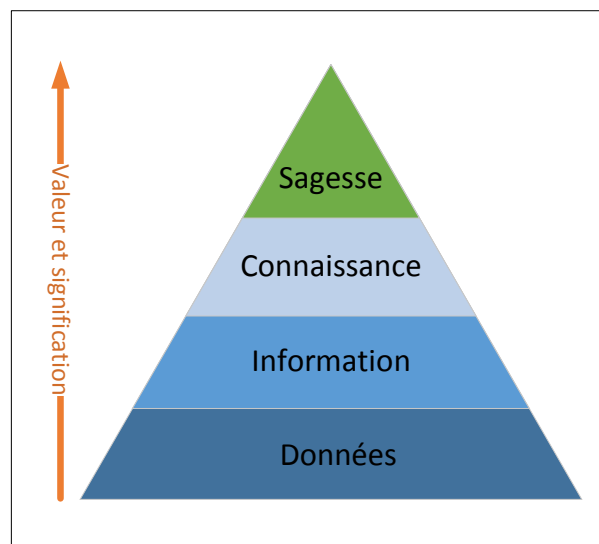 Valeur et signification
Sagesse
Connaissance
Information
Données